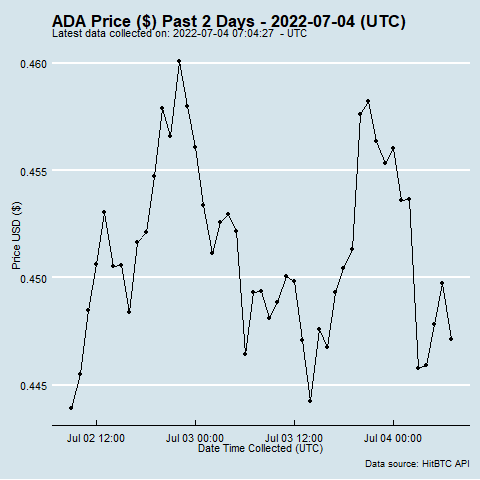 ADA Price ($) Past 2 Days - 2022-07-04 (UTC)
Latest data collected on: 2022-07-04 07:04:27 - UTC
0.460
0.455
0.450
0.445
Price USD ($)
Jul 02 12:00 Jul 03 00:00 Jul 03 12:00 Jul 04 00:00
Date Time Collected (UTC)
Data source: HitBTC API